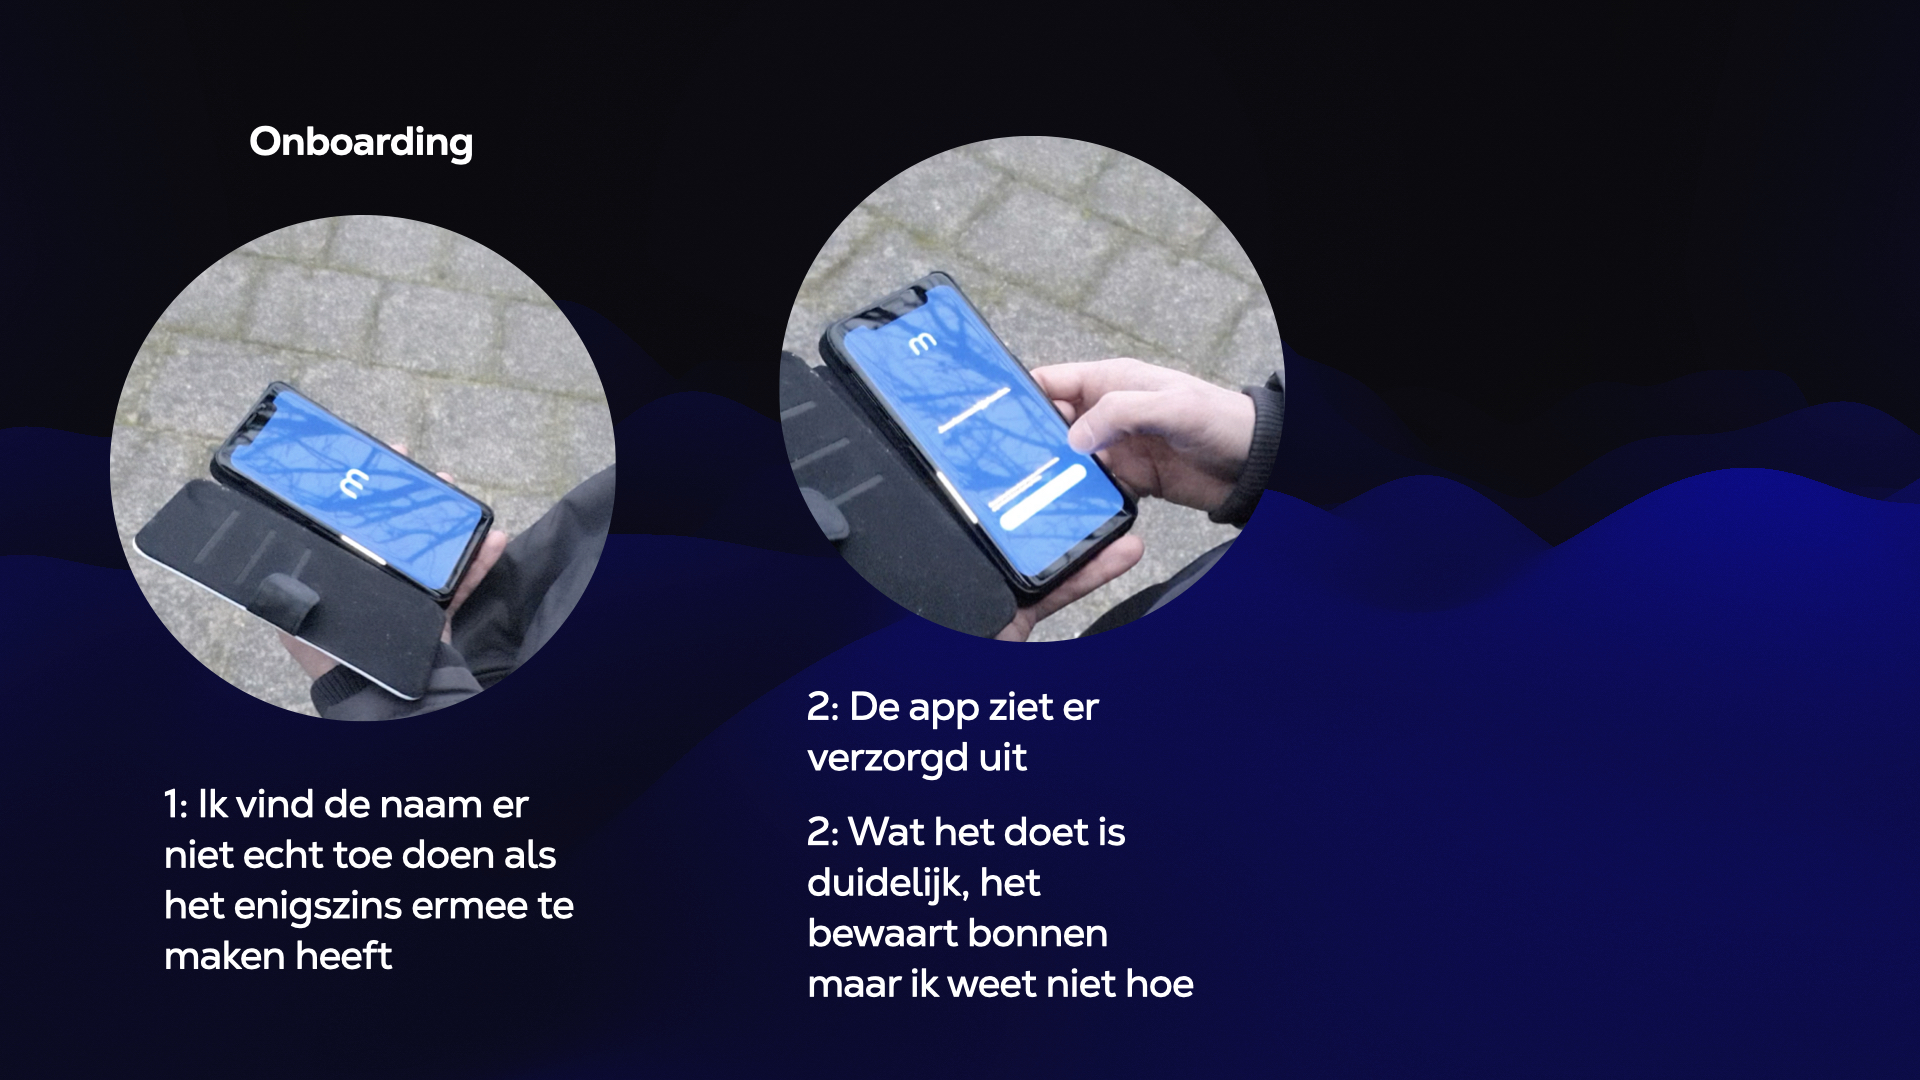 Onboarding
1: Ik vind de naam er
niet echt toe doen als
het enigszins ermee te
maken heeft
2: De app ziet er
verzorgd uit
2: Wat het doet is
duidelijk, het
bewaart bonnen
maar ik weet niet hoe